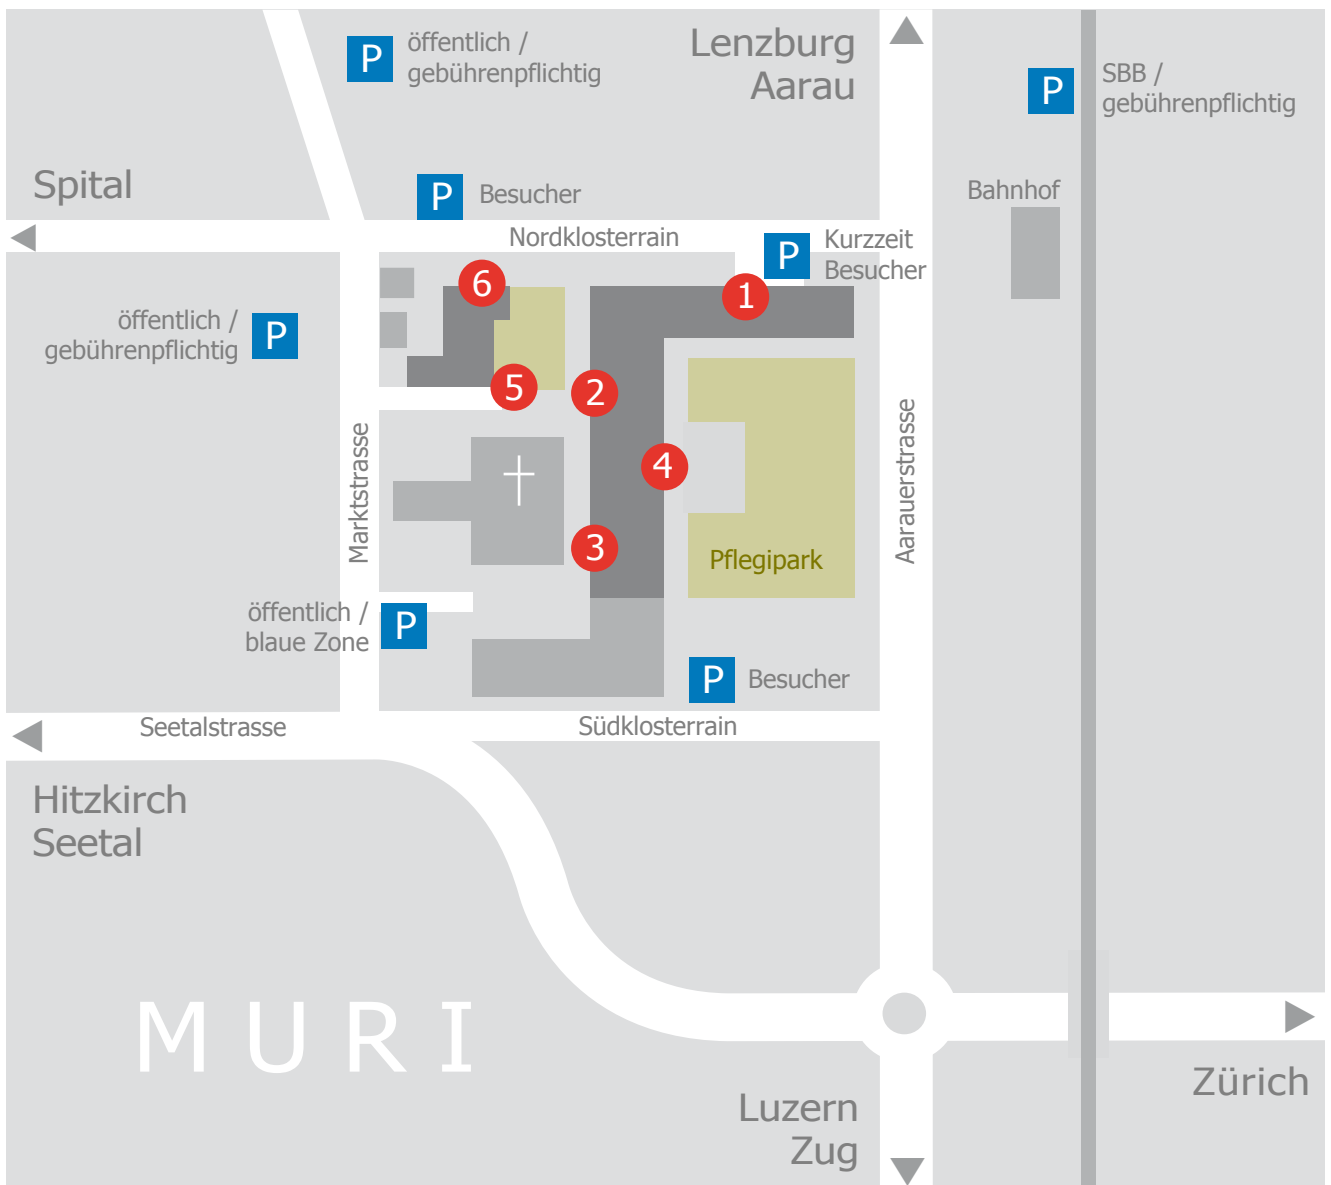 P
öffentlich /
gebührenpflichtig
Lenzburg
Aarau
P
SBB /
gebührenpflichtig
Spital
P
Besucher
Bahnhof
Nordklosterrain
P
Kurzzeit
Besucher
6
1
öffentlich /
gebührenpflichtig
P
5
2
4
3
Marktstrasse
Aarauerstrasse
Pflegipark
öffentlich /
blaue Zone
P
P
Besucher
Seetalstrasse
Südklosterrain
Hitzkirch
Seetal
MURI
Zürich
Luzern
Zug